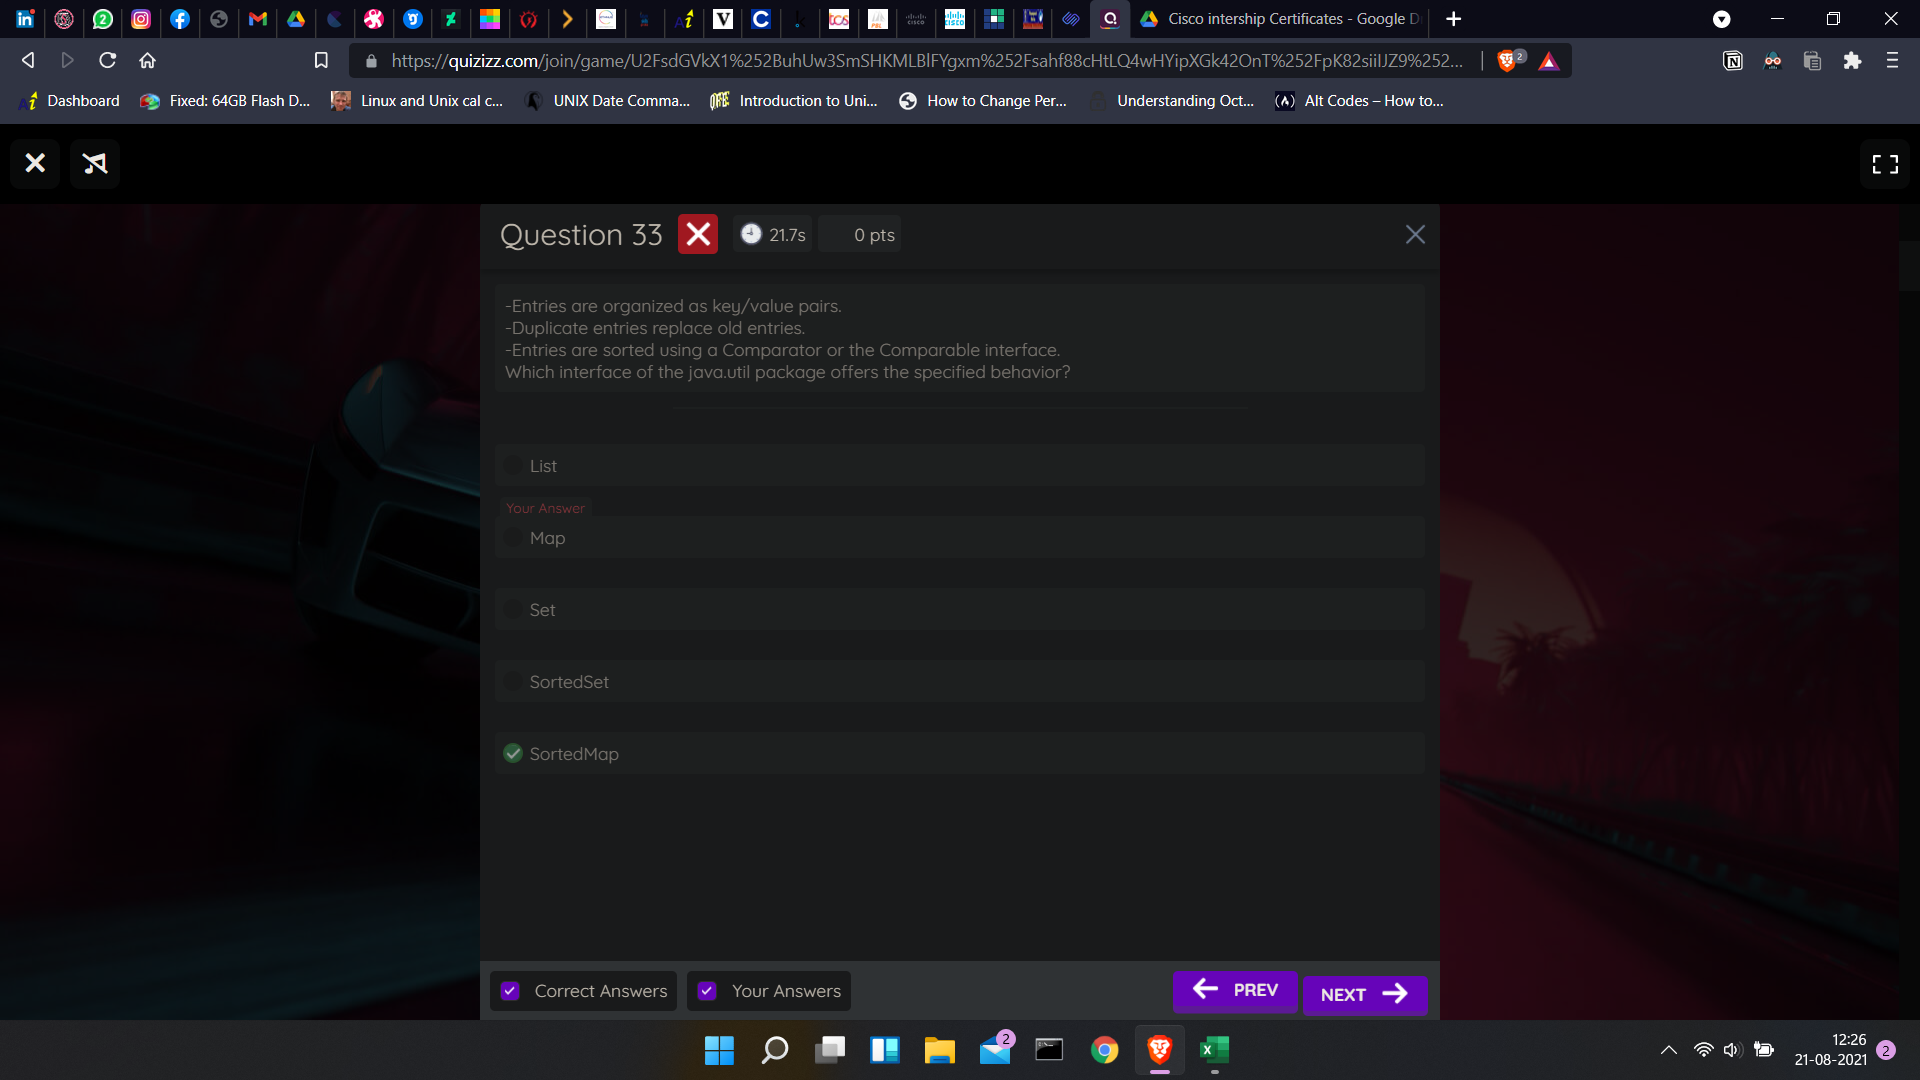 Cisco intership Certificates - Google D
https://quizizz.com/join/game/U2FsdGVkX1%252BuhUw3SmSHKMLBlFYgxm%252Fsahf88cHtLQ4wHYipXGk42OnT%252FpK82siiIJZ9%252...
2
Dashboard
Fixed: 64GB Flash D...
Linux and Unix cal c...
UNIX Date Comma...
Introduction to Uni...
How to Change Per...
Understanding Oct...
Alt Codes – How to...
Question 33
21.7s
0 pts
-Entries are organized as key/value pairs.
-Duplicate entries replace old entries.
-Entries are sorted using a Comparator or the Comparable interface.
Which interface of the java.util package offers the specified behavior?
List
Your Answer
Map
Set
SortedSet
SortedMap
Correct Answers
Your Answers
PREV
NEXT
2
12:26
21-08-2021
2